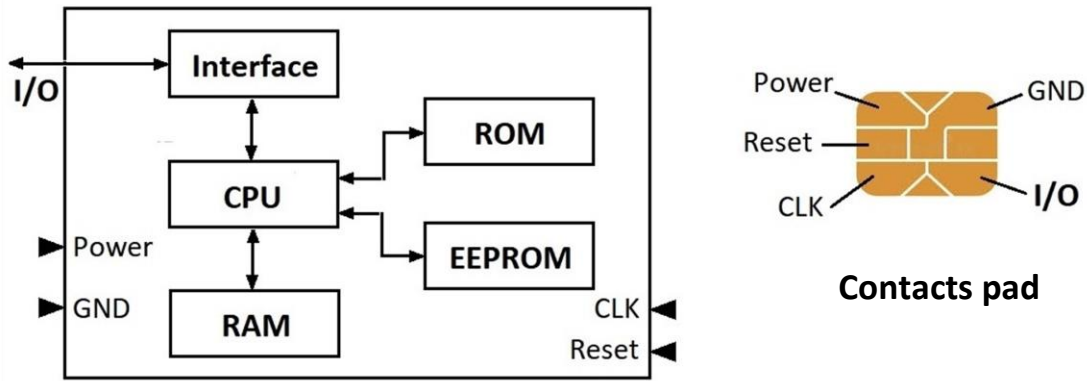 Interface
I/O
ROM
CPU
EEPROM
Power
GND
RAM
CLK
Reset
Power
GND
Reset
CLK
I/O
Contacts pad